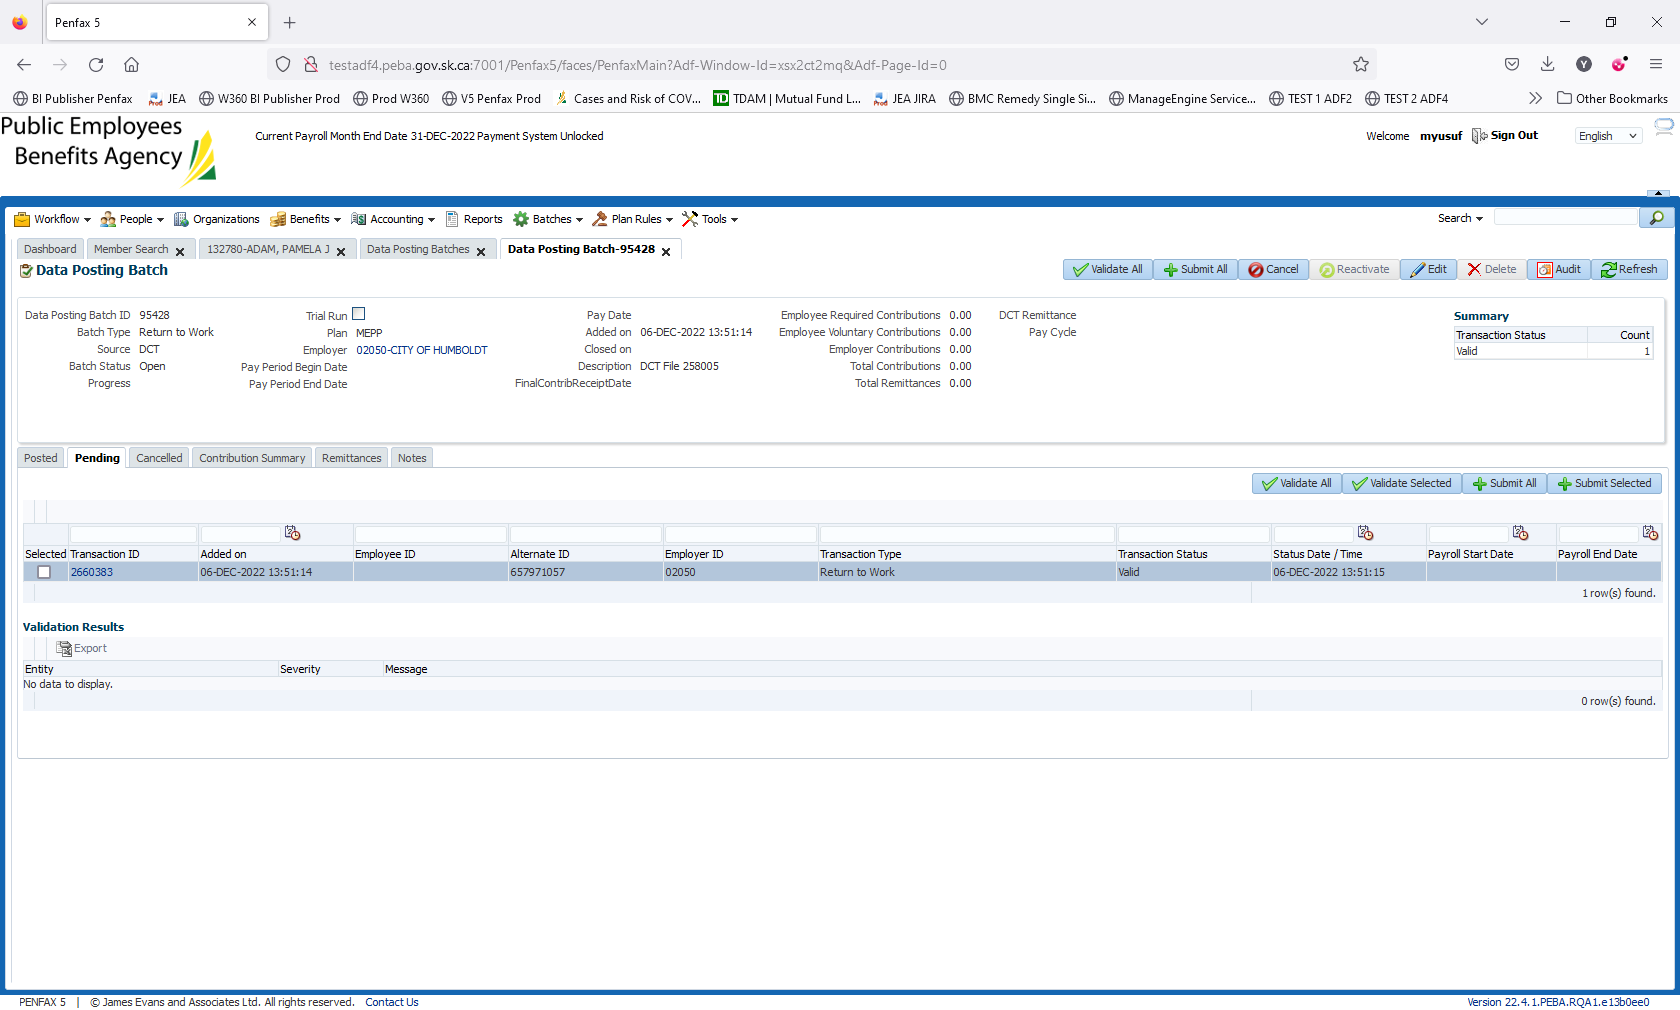 Penfax 5
testadf4.peba.gov.sk.ca:7001/Penfax5/faces/PenfaxMain?Adf-Window-Id=xsx2ct2mq&Adf-Page-Id=0
BI Publisher Penfax JEA W360 BI Publisher Prod Prod W360 V5 Penfax Prod Cases and Risk of COV... TDAM | Mutual Fund L... JEA JIRA BMC Remedy Single Si... ManageEngine Service... TEST 1 ADF2 TEST 2 ADF4 Other Bookmarks
Public Employees
Benefits Agency
Current Payroll Month End Date 31-DEC-2022 Payment System Unlocked
Welcome myusuf Sign Out English
Workflow People Organizations Benefits Accounting Reports Batches Plan Rules Tools Search
Dashboard Member Search 132780-ADAM, PAMELA J Data Posting Batches Data Posting Batch-95428
Data Posting Batch
Validate All Submit All Cancel Reactivate Edit Delete Audit Refresh
Data Posting Batch ID 95428
Batch Type Return to Work
Source DCT
Batch Status Open
Progress
Trial Run
Plan MEPP
Employer 02050-CITY OF HUMBOLDT
Pay Period Begin Date
Pay Period End Date
Pay Date
Added on 06-DEC-2022 13:51:14
Closed on
Description DCT File 258005
FinalContribReceiptDate
Employee Required Contributions 0.00
Employee Voluntary Contributions 0.00
Employer Contributions 0.00
Total Contributions 0.00
Total Remittances 0.00
DCT Remittance
Pay Cycle
Summary
Transaction Status Count
Valid 1
Posted Pending Cancelled Contribution Summary Remittances Notes
Validate All Validate Selected Submit All Submit Selected
Selected Transaction ID Added on Employee ID Alternate ID Employer ID Transaction Type Transaction Status Status Date / Time Payroll Start Date Payroll End Date
2660383 06-DEC-2022 13:51:14 657971057 02050 Return to Work Valid 06-DEC-2022 13:51:15
1 row(s) found.
Validation Results
Export
Entity Severity Message
No data to display.
0 row(s) found.
PENFAX 5 | © James Evans and Associates Ltd. All rights reserved. Contact Us
Version 22.4.1.PEBA.RQA1.e13b0ee0